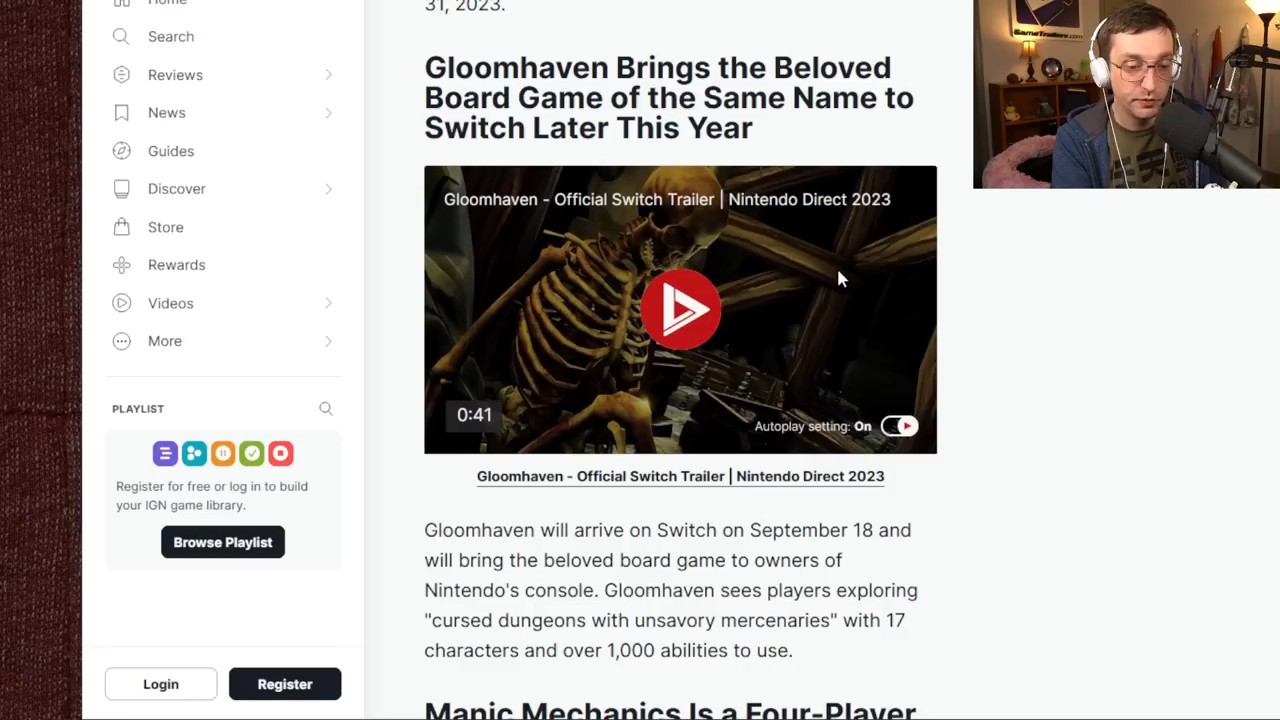 Home
Search
Reviews
News
Guides
Discover
Store
Rewards
Videos
More
PLAYLIST
Register for free or log in to build
your IGN game library.
Browse Playlist
Login
Register
31, 2023.
Gloomhaven Brings the Beloved
Board Game of the Same Name to
Switch Later This Year
Gloomhaven - Official Switch Trailer | Nintendo Direct 2023
0:41
Autoplay setting: On
Gloomhaven - Official Switch Trailer | Nintendo Direct 2023
Gloomhaven will arrive on Switch on September 18 and
will bring the beloved board game to owners of
Nintendo's console. Gloomhaven sees players exploring
"cursed dungeons with unsavory mercenaries" with 17
characters and over 1,000 abilities to use.
Manic Mechanics Is a Four-Player
GameTrailers.com